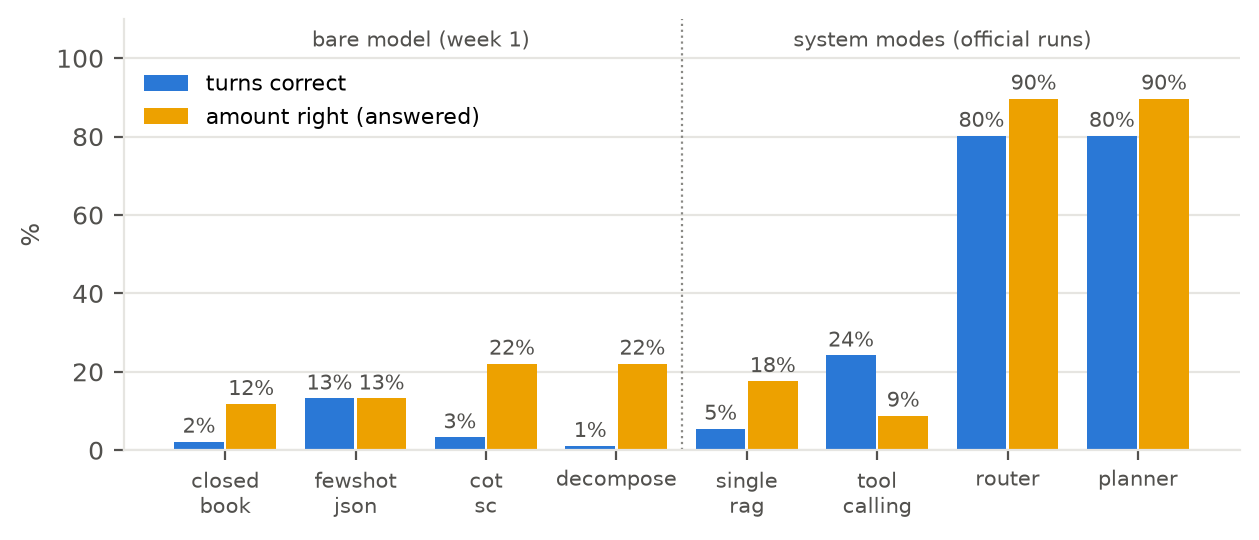 bare model (week 1)
system modes (official runs)
turns correct
amount right (answered)
%
100
80
60
40
20
0
2%
12%
13%
13%
3%
22%
1%
22%
5%
18%
24%
9%
80%
90%
80%
90%
closed
book
fewshot
json
cot
sc
decompose
single
rag
tool
calling
router
planner